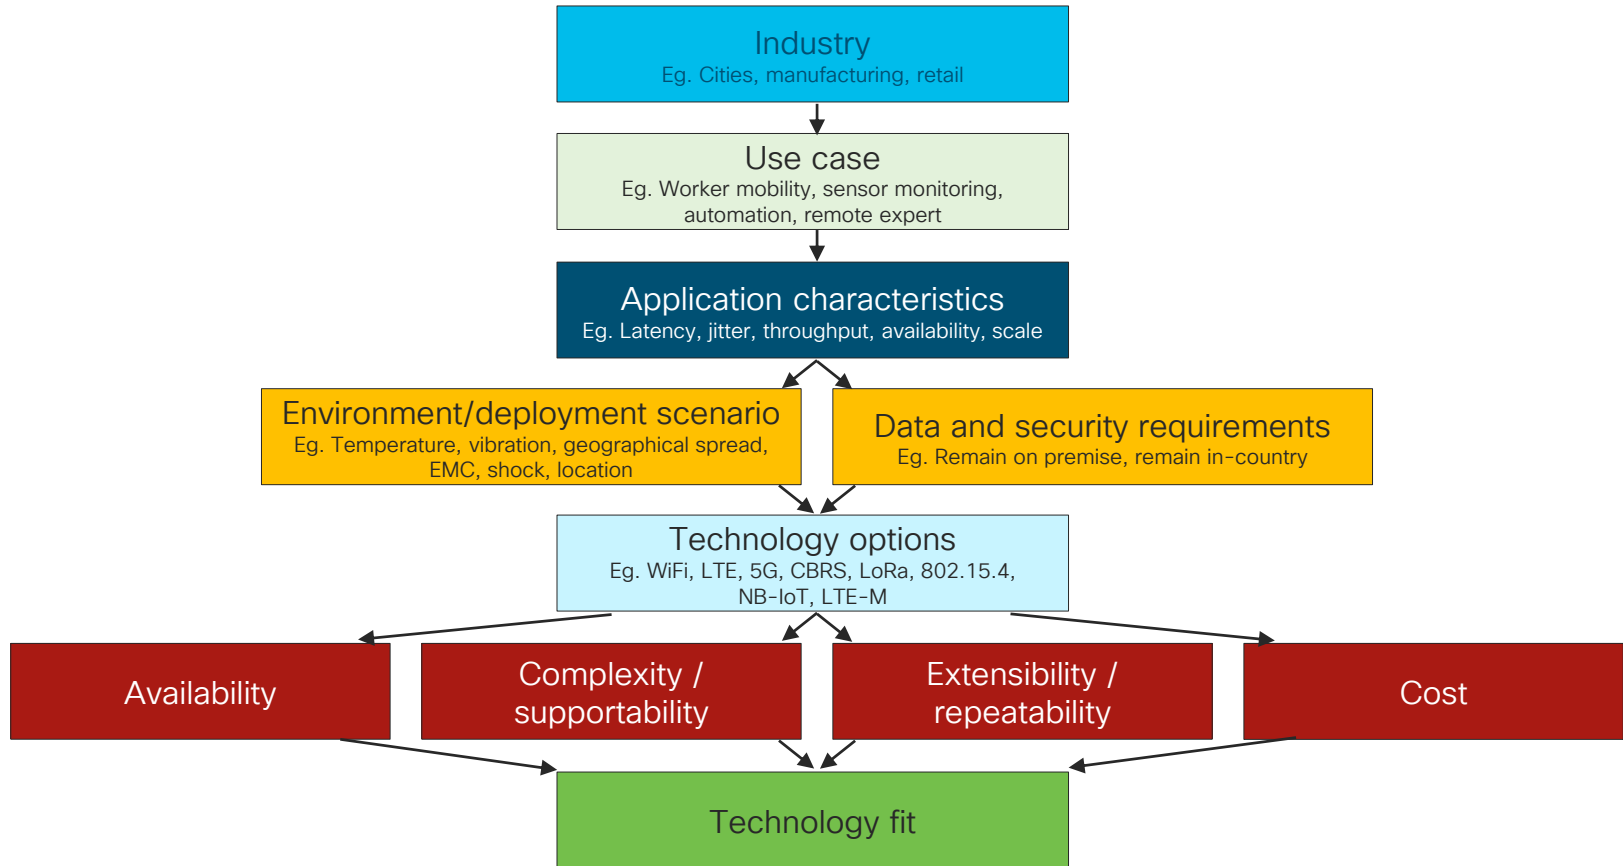 Industry
Eg. Cities, manufacturing, retail
Use case
Eg. Worker mobility, sensor monitoring,
automation, remote expert
Application characteristics
Eg. Latency, jitter, throughput, availability, scale
Environment/deployment scenario
Eg. Temperature, vibration, geographical spread,
EMC, shock, location
Data and security requirements
Eg. Remain on premise, remain in-country
Technology options
Eg. WiFi, LTE, 5G, CBRS, LoRa, 802.15.4,
NB-IoT, LTE-M
Availability
Complexity /
supportability
Extensibility /
repeatability
Cost
Technology fit